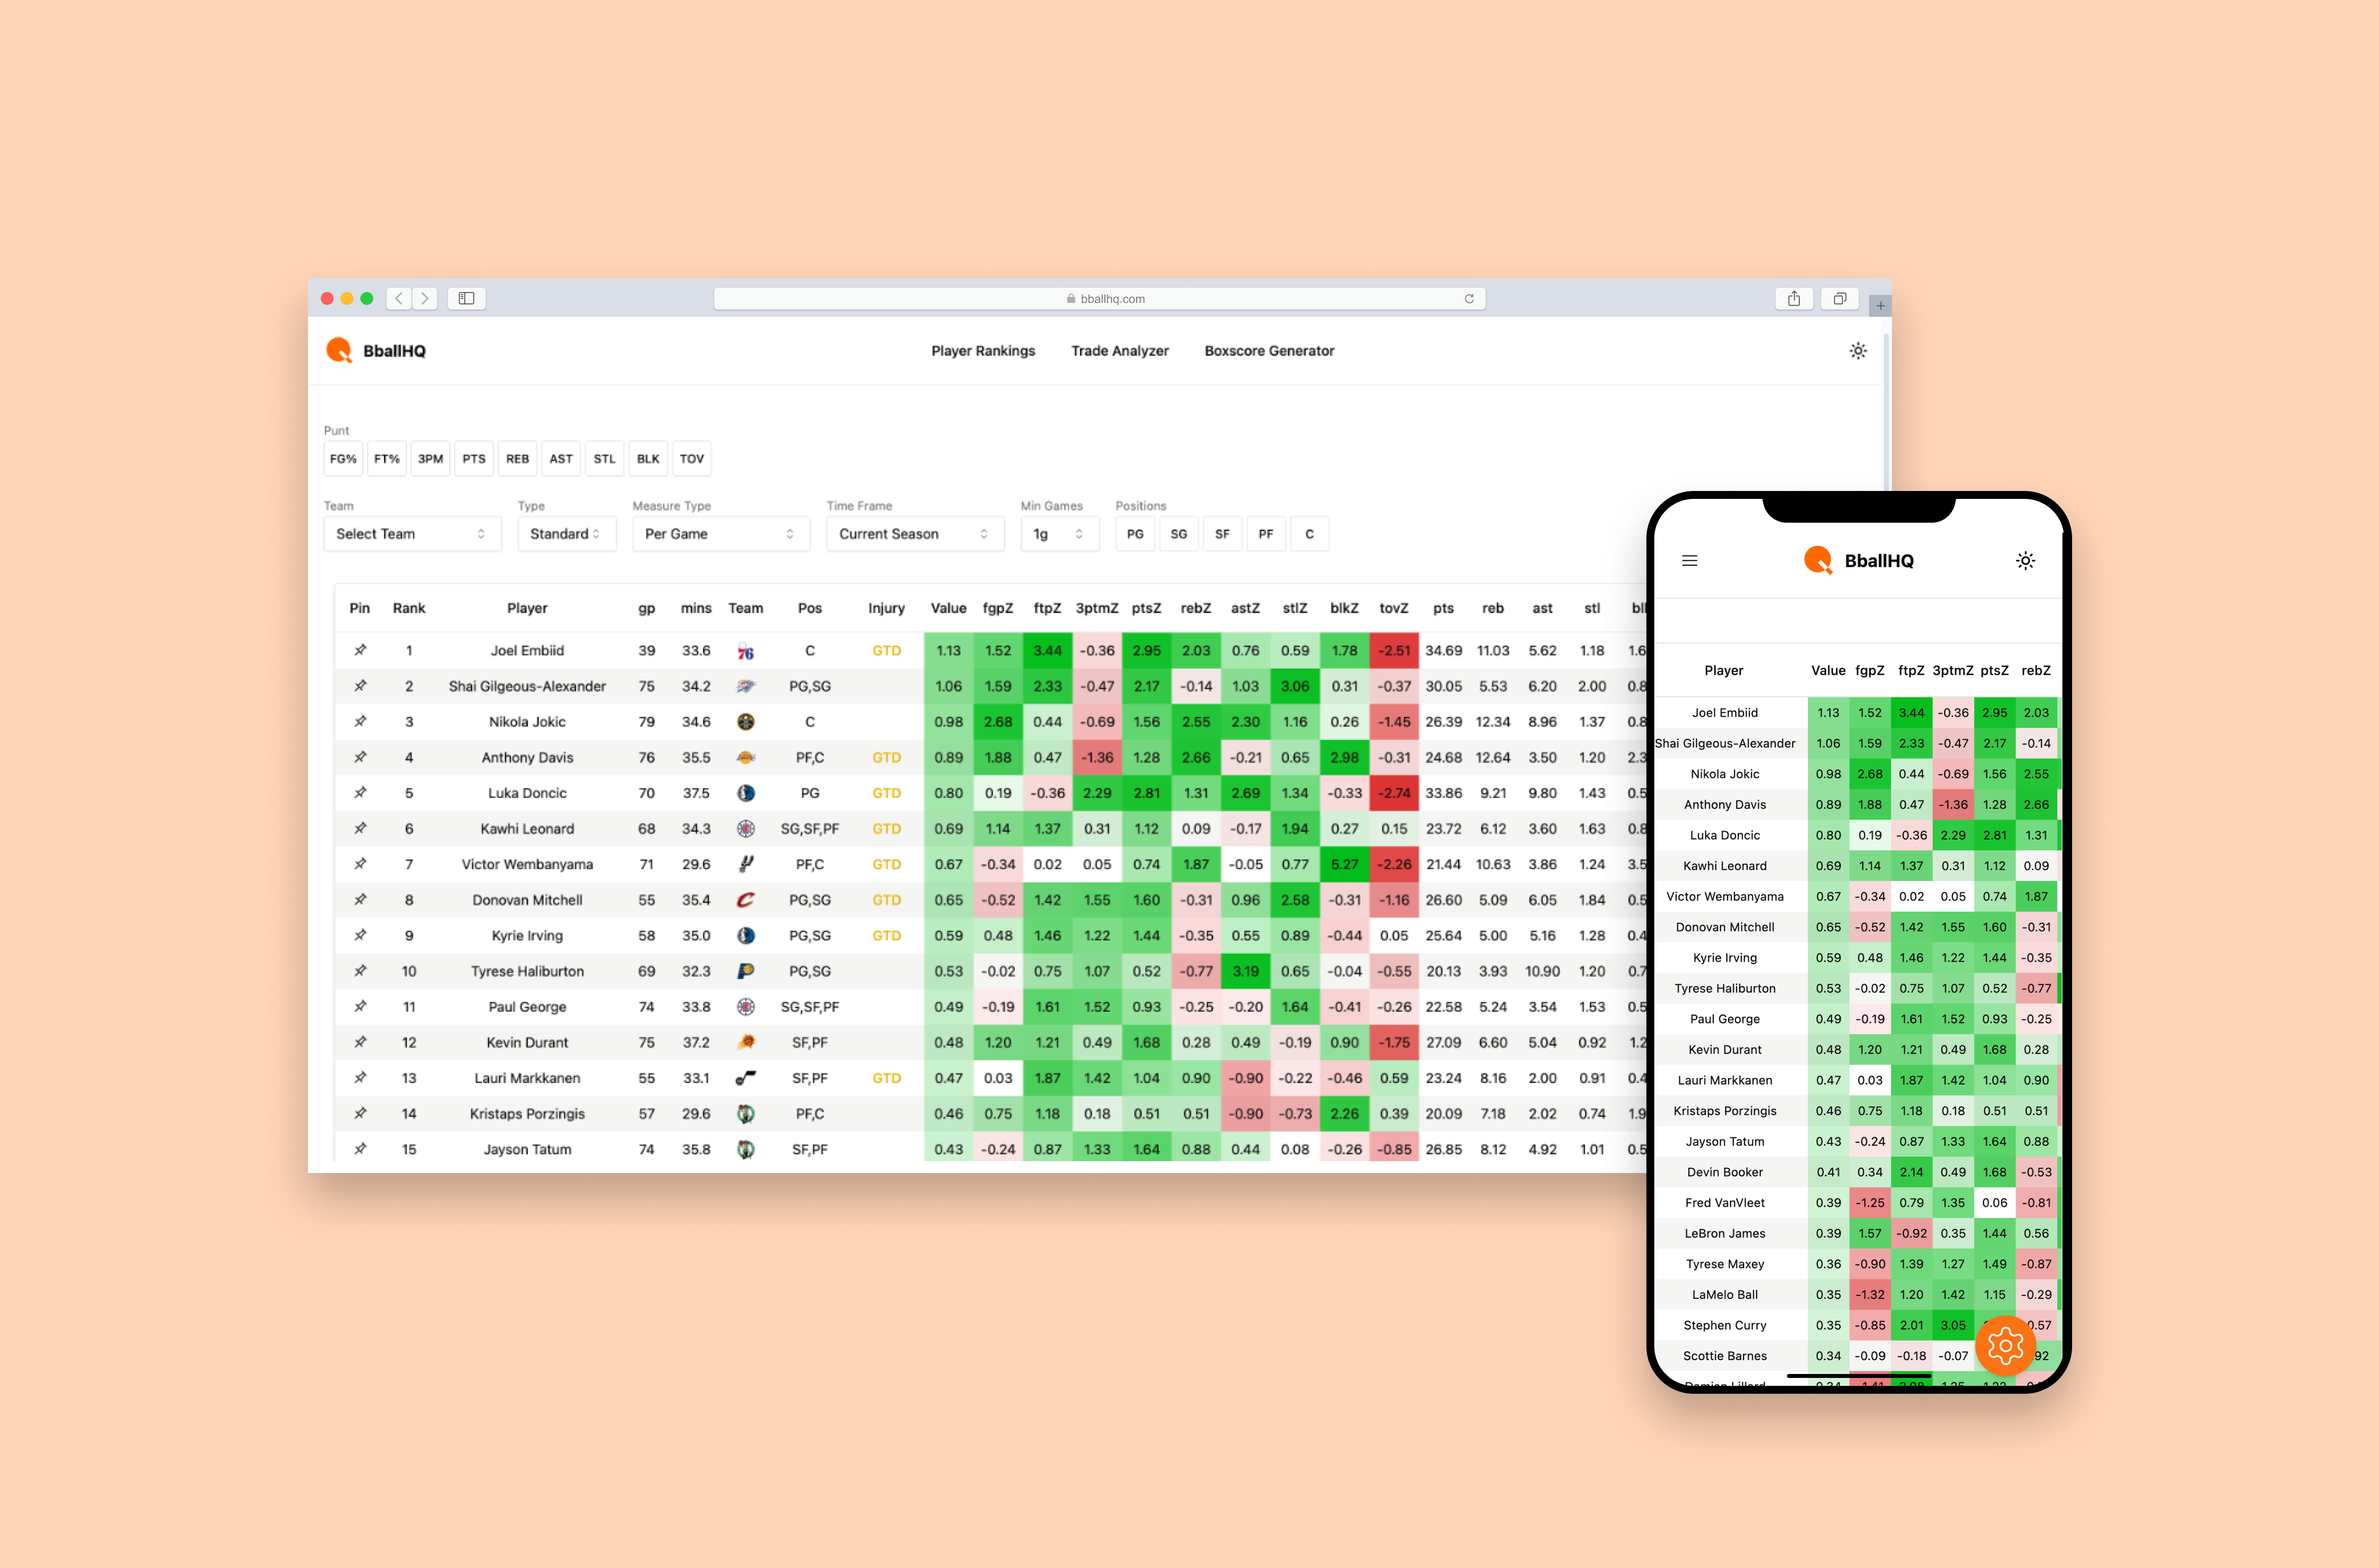 bballhq.com
BballHQ
Player Rankings Trade Analyzer Boxscore Generator
Punt
FG% FT% 3PM PTS REB AST STL BLK TOV
Team Type Measure Type Time Frame Min Games Positions
Select Team Standard Per Game Current Season 1g PG SG SF PF C
Pin Rank Player gp mins Team Pos Injury Value fgpZ ftpZ 3ptmZ ptsZ rebZ astZ stlZ blkZ tovZ pts reb ast stl bl
1 Joel Embiid 39 33.6 76 C GTD 1.13 1.52 3.44 -0.36 2.95 2.03 0.76 0.59 1.78 -2.51 34.69 11.03 5.62 1.18 1.6
2 Shai Gilgeous-Alexander 75 34.2 PG,SG 1.06 1.59 2.33 -0.47 2.17 -0.14 1.03 3.06 0.31 -0.37 30.05 5.53 6.20 2.00 0.8
3 Nikola Jokic 79 34.6 C 0.98 2.68 0.44 -0.69 1.56 2.55 2.30 1.16 0.26 -1.45 26.39 12.34 8.96 1.37 0.8
4 Anthony Davis 76 35.5 PF,C GTD 0.89 1.88 0.47 -1.36 1.28 2.66 -0.21 0.65 2.98 -0.31 24.68 12.64 3.50 1.20 2.3
5 Luka Doncic 70 37.5 PG GTD 0.80 0.19 -0.36 2.29 2.81 1.31 2.69 1.34 -0.33 -2.74 33.86 9.21 9.80 1.43 0.5
6 Kawhi Leonard 68 34.3 SG,SF,PF GTD 0.69 1.14 1.37 0.31 1.12 0.09 -0.17 1.94 0.27 0.15 23.72 6.12 3.60 1.63 0.8
7 Victor Wembanyama 71 29.6 PF,C GTD 0.67 -0.34 0.02 0.05 0.74 1.87 -0.05 0.77 5.27 -2.26 21.44 10.63 3.86 1.24 3.5
8 Donovan Mitchell 55 35.4 PG,SG GTD 0.65 -0.52 1.42 1.55 1.60 -0.31 0.96 2.58 -0.31 -1.16 26.60 5.09 6.05 1.84 0.5
9 Kyrie Irving 58 35.0 PG,SG GTD 0.59 0.48 1.46 1.22 1.44 -0.35 0.55 0.89 -0.44 0.05 25.64 5.00 5.16 1.28 0.4
10 Tyrese Haliburton 69 32.3 PG,SG 0.53 -0.02 0.75 1.07 0.52 -0.77 3.19 0.65 -0.04 -0.55 20.13 3.93 10.90 1.20 0.7
11 Paul George 74 33.8 SG,SF,PF 0.49 -0.19 1.61 1.52 0.93 -0.25 -0.20 1.64 -0.41 -0.26 22.58 5.24 3.54 1.53 0.5
12 Kevin Durant 75 37.2 SF,PF 0.48 1.20 1.21 0.49 1.68 0.28 0.49 -0.19 0.90 -1.75 27.09 6.60 5.04 0.92 1.2
13 Lauri Markkanen 55 33.1 SF,PF GTD 0.47 0.03 1.87 1.42 1.04 0.90 -0.90 -0.22 -0.46 0.59 23.24 8.16 2.00 0.91 0.4
14 Kristaps Porzingis 57 29.6 PF,C 0.46 0.75 1.18 0.18 0.51 0.51 -0.90 -0.73 2.26 0.39 20.09 7.18 2.02 0.74 1.9
15 Jayson Tatum 74 35.8 SF,PF 0.43 -0.24 0.87 1.33 1.64 0.88 0.44 0.08 -0.26 -0.85 26.85 8.12 4.92 1.01 0.5
BballHQ
Player Value fgpZ ftpZ 3ptmZ ptsZ rebZ
Joel Embiid 1.13 1.52 3.44 -0.36 2.95 2.03
Shai Gilgeous-Alexander 1.06 1.59 2.33 -0.47 2.17 -0.14
Nikola Jokic 0.98 2.68 0.44 -0.69 1.56 2.55
Anthony Davis 0.89 1.88 0.47 -1.36 1.28 2.66
Luka Doncic 0.80 0.19 -0.36 2.29 2.81 1.31
Kawhi Leonard 0.69 1.14 1.37 0.31 1.12 0.09
Victor Wembanyama 0.67 -0.34 0.02 0.05 0.74 1.87
Donovan Mitchell 0.65 -0.52 1.42 1.55 1.60 -0.31
Kyrie Irving 0.59 0.48 1.46 1.22 1.44 -0.35
Tyrese Haliburton 0.53 -0.02 0.75 1.07 0.52 -0.77
Paul George 0.49 -0.19 1.61 1.52 0.93 -0.25
Kevin Durant 0.48 1.20 1.21 0.49 1.68 0.28
Lauri Markkanen 0.47 0.03 1.87 1.42 1.04 0.90
Kristaps Porzingis 0.46 0.75 1.18 0.18 0.51 0.51
Jayson Tatum 0.43 -0.24 0.87 1.33 1.64 0.88
Devin Booker 0.41 0.34 2.14 0.49 1.68 -0.53
Fred VanVleet 0.39 -1.25 0.79 1.35 0.06 -0.81
LeBron James 0.39 1.57 -0.92 0.35 1.44 0.56
Tyrese Maxey 0.36 -0.90 1.39 1.27 1.49 -0.87
LaMelo Ball 0.35 -1.32 1.20 1.42 1.15 -0.29
Stephen Curry 0.35 -0.85 2.01 3.05 0.57
Scottie Barnes 0.34 -0.09 -0.18 -0.07 92